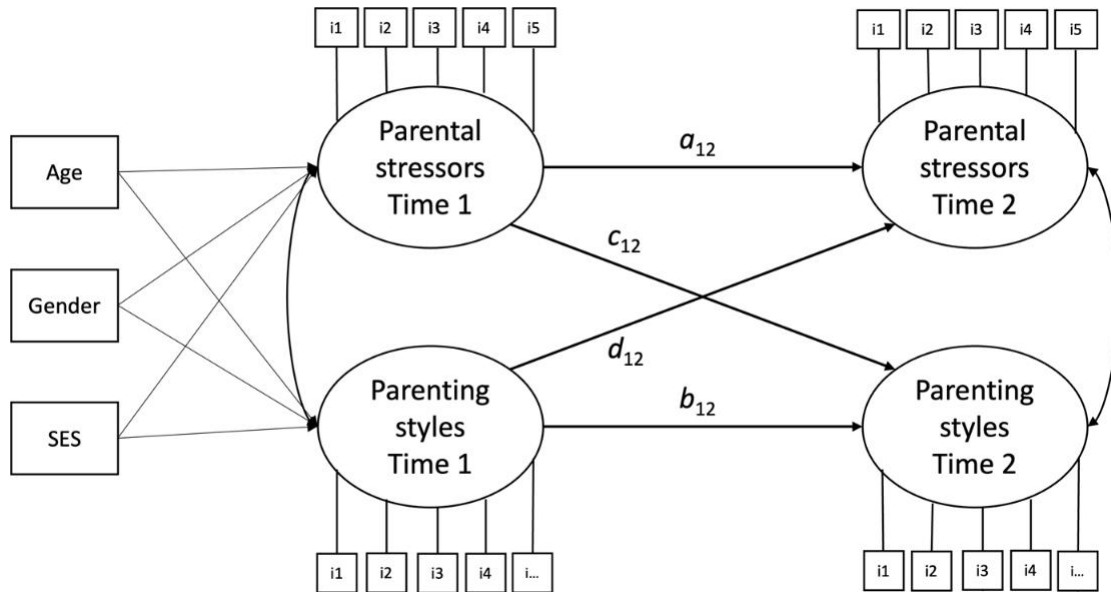 i1 i2 i3 i4 i5
i1 i2 i3 i4 i5
Age
Gender
SES
Parental
stressors
Time 1
a12
Parental
stressors
Time 2
c12
d12
Parenting
styles
Time 1
b12
Parenting
styles
Time 2
i1 i2 i3 i4 i...
i1 i2 i3 i4 i...